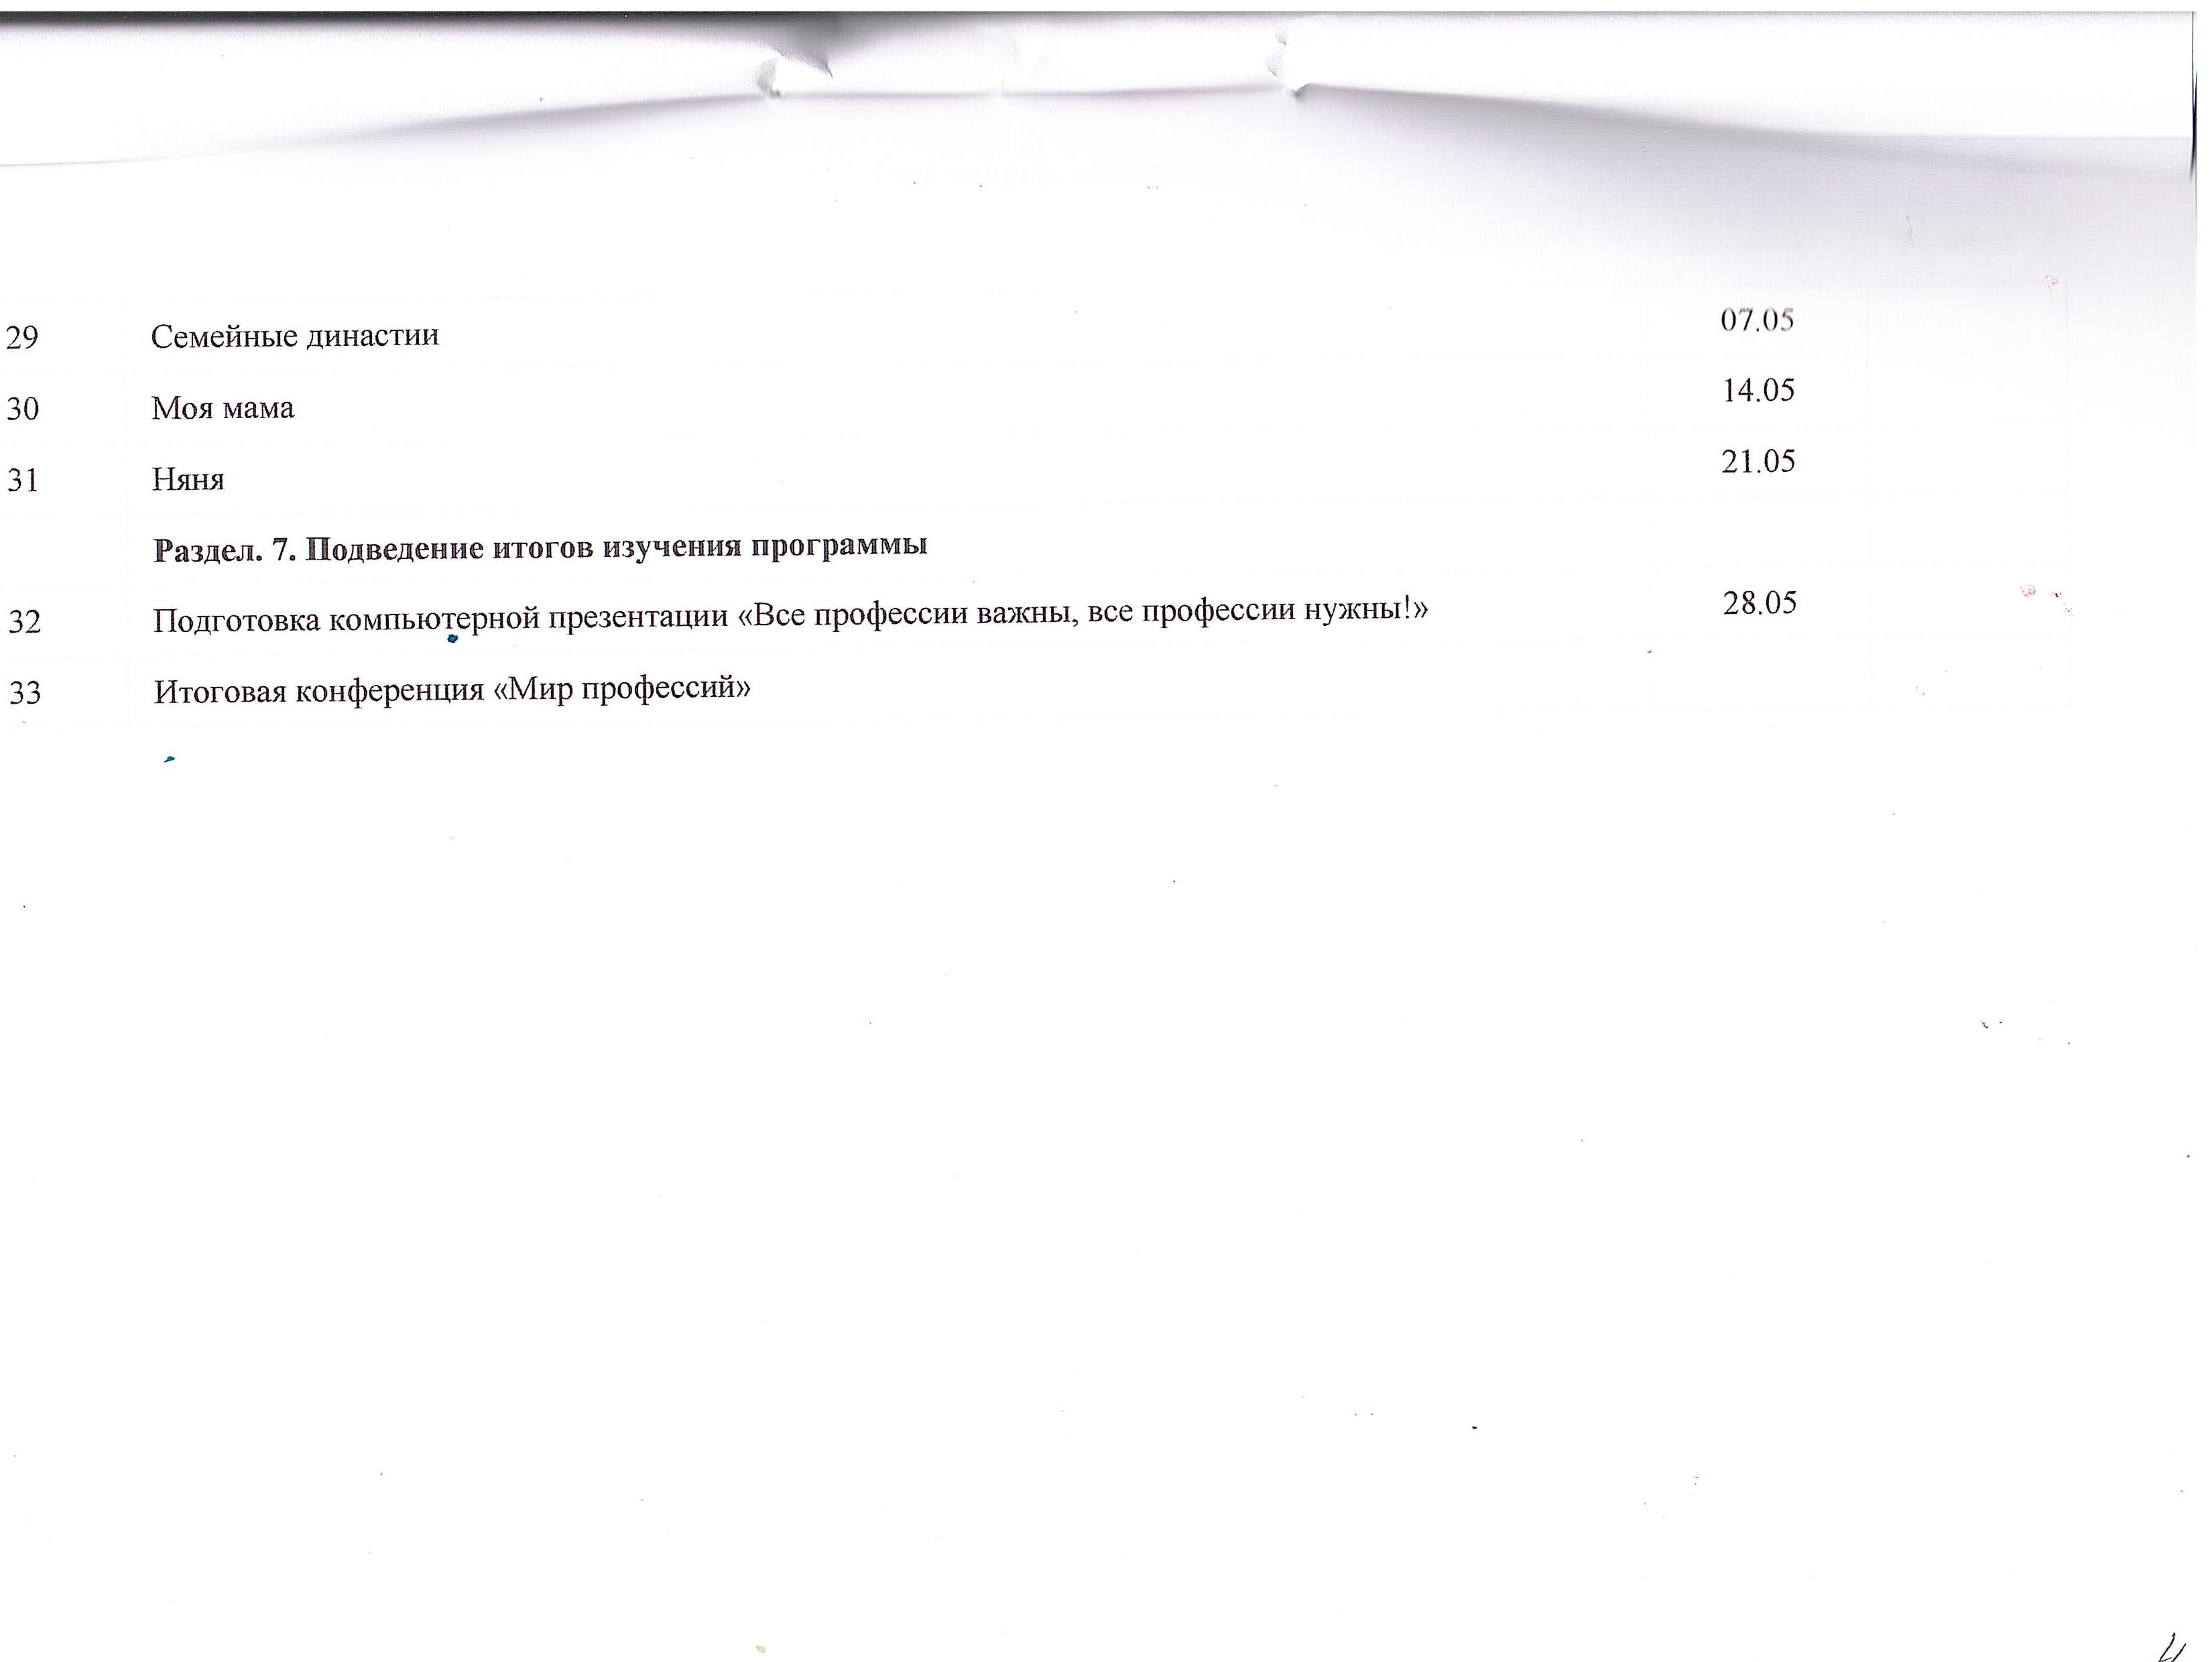 29 Семейные династии 07.05
30 Моя мама 14.05
31 Няня 21.05
Раздел. 7. Подведение итогов изучения программы
32 Подготовка компьютерной презентации «Все профессии важны, все профессии нужны!» 28.05
33 Итоговая конференция «Мир профессий»